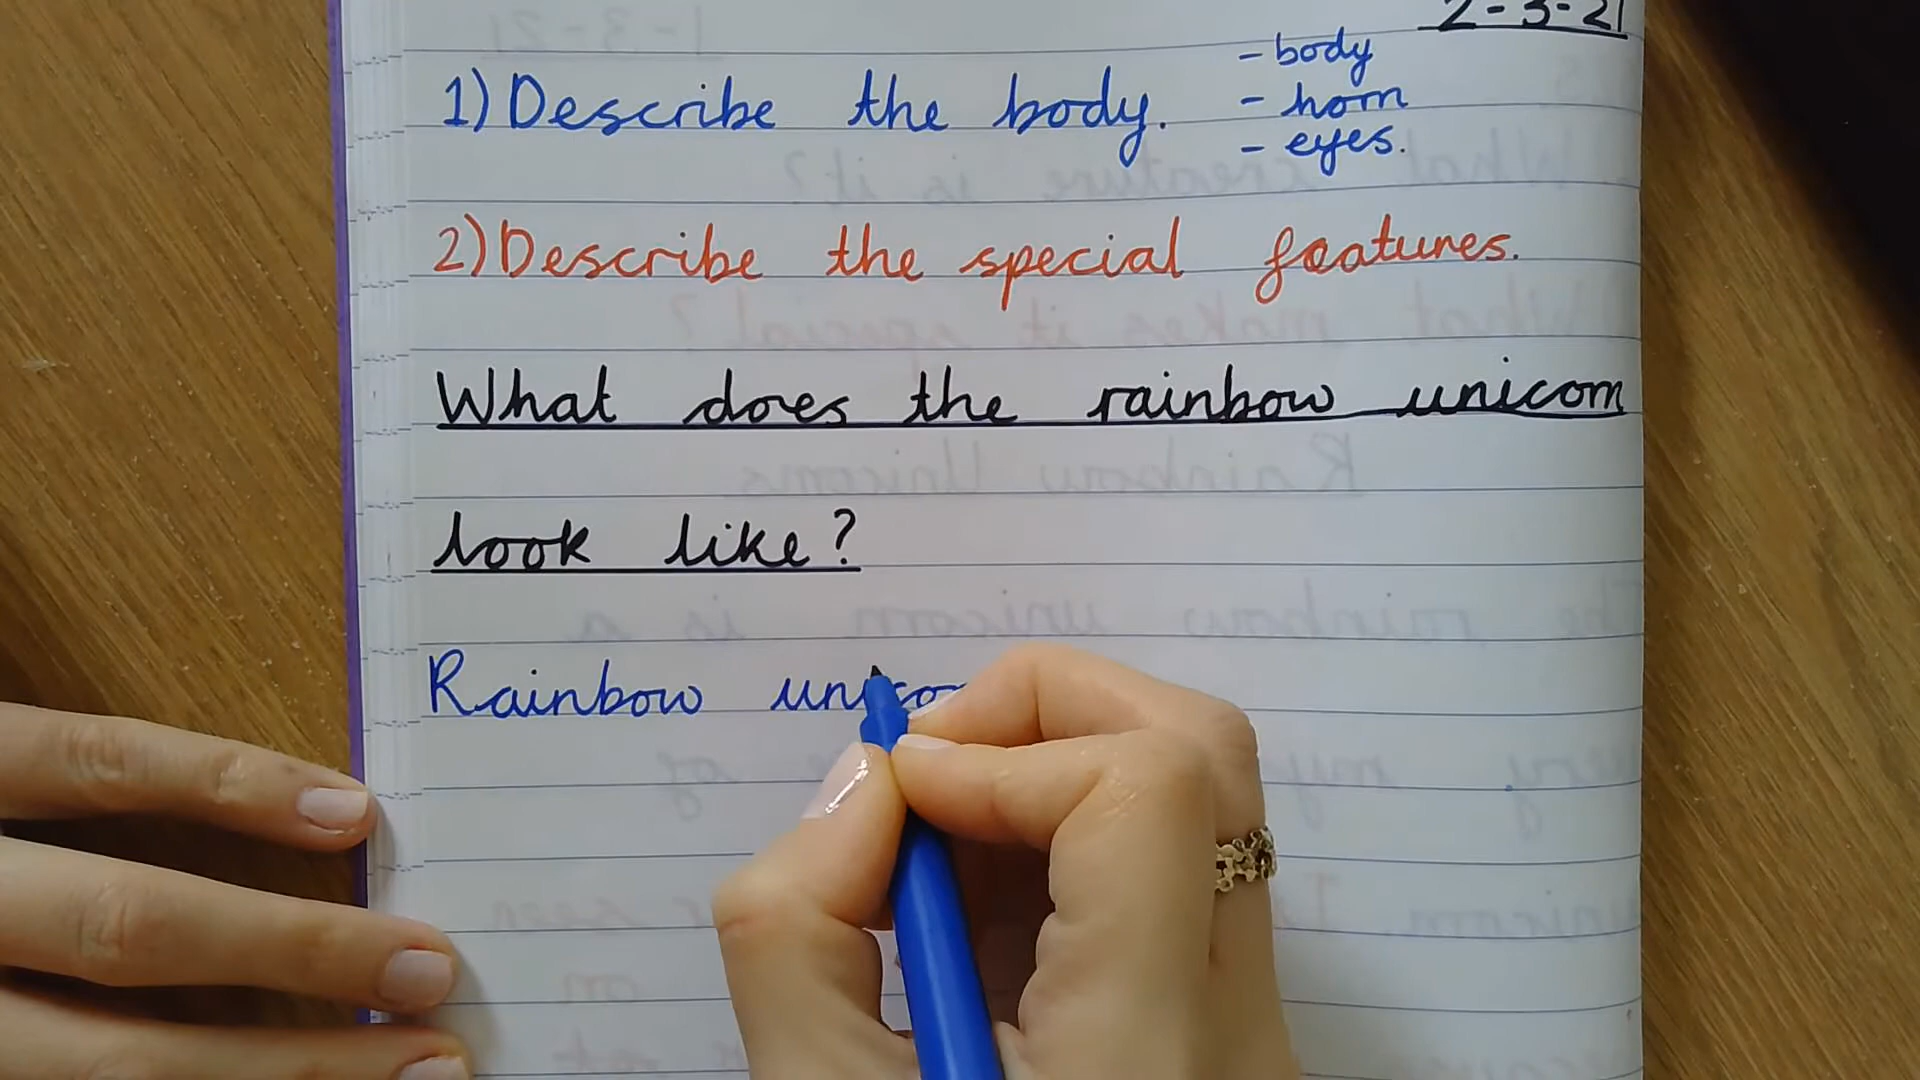 2-3-21
1) Describe the body.
- body
- horn
- eyes.
2) Describe the special features.
What does the rainbow unicorn
look like?
Rainbow